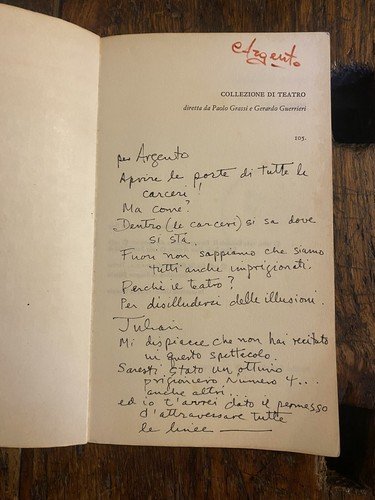 eArgento
COLLEZIONE DI TEATRO
diretta da Paolo Grassi e Gerardo Guerrieri
105.
per Argento
Aprire le porte di tutte le
carceri!
Ma come?
Dentro (le carceri) si sa dove
si sta.
Fuori non sappiamo che siamo
tutti anche imprigionati.
Perchè il teatro?
Per disilluderci delle illusioni.
Julian
Mi dispiacce che non hai recitato
in questo spettacolo.
Saresti stato un ottimo
prigioniero numero 4...
anche altri.
ed io t'avrei dato il permesso
d'attraversare tutte
le linee